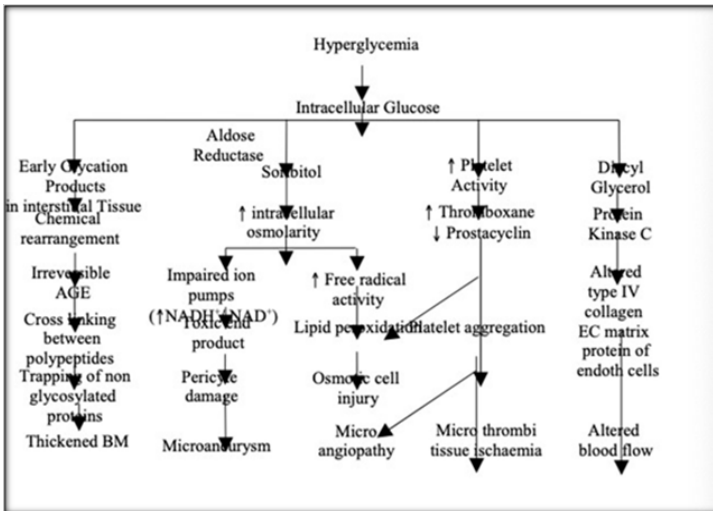 Hyperglycemia
Intracellular Glucose
Early Glycation
Products
in interstitial Tissue
Chemical
rearrangement
Irreversible
AGE
Cross linking
between
polypeptides
Trapping of non
glycosylated
proteins
Thickened BM
Aldose
Reductase
Sorbitol
↑ intracellular
osmolarity
Impaired ion
pumps
(↑NADH⁺/NAD⁺)
Toxic end
product
Pericyte
damage
Microaneurysm
↑ Free radical
activity
Lipid peroxidation
Osmotic cell
injury
Micro
angiopathy
↑ Platelet
Activity
↑ Thromboxane
↓ Prostacyclin
Platelet aggregation
Micro thrombi
tissue ischaemia
Diacyl
Glycerol
Protein
Kinase C
Altered
type IV
collagen
EC matrix
protein of
endoth cells
Altered
blood flow